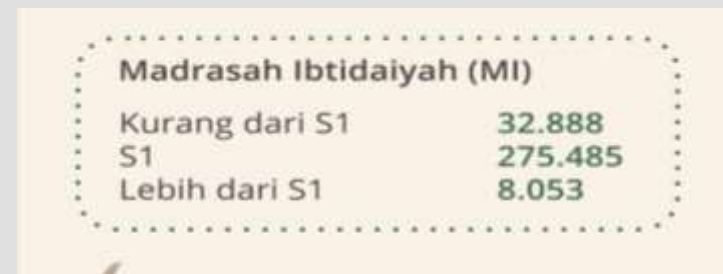 Madrasah Ibtidaiyah (MI)
Kurang dari S1 32.888
S1 275.485
Lebih dari S1 8.053